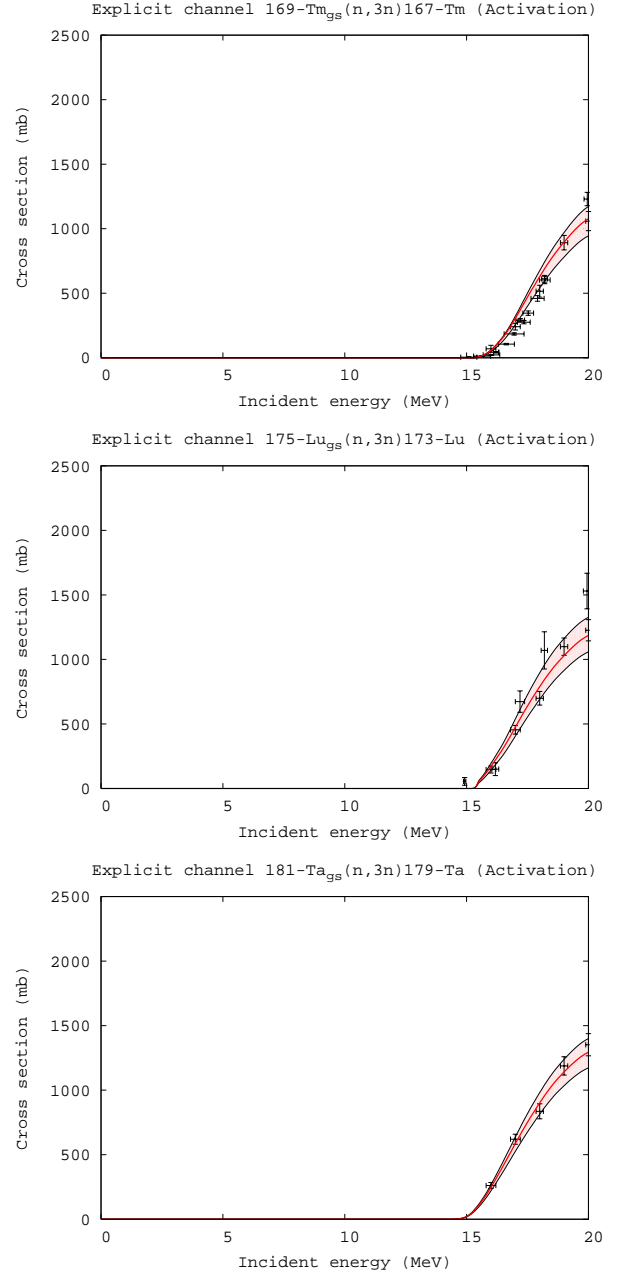 Explicit channel 169-Tmgs(n,3n)167-Tm (Activation)
2500
2000
1500
1000
500
0
Cross section (mb)
0 5 10 15 20
Incident energy (MeV)
Explicit channel 175-Lugs(n,3n)173-Lu (Activation)
2500
2000
1500
1000
500
0
Cross section (mb)
0 5 10 15 20
Incident energy (MeV)
Explicit channel 181-Tags(n,3n)179-Ta (Activation)
2500
2000
1500
1000
500
0
Cross section (mb)
0 5 10 15 20
Incident energy (MeV)